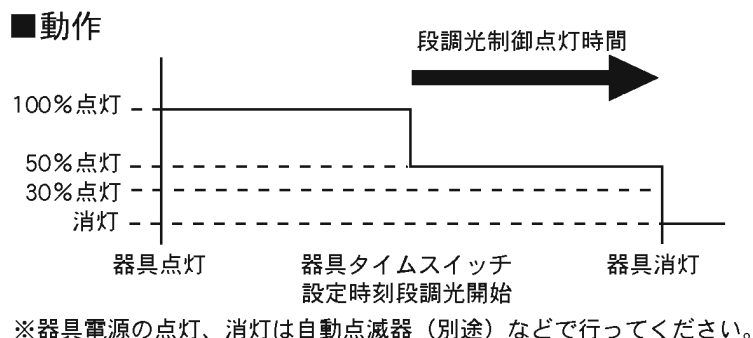 ■動作
段調光制御点灯時間
100%点灯
50%点灯
30%点灯
消灯
器具点灯
器具タイムスイッチ
設定時刻段調光開始
器具消灯
※器具電源の点灯、消灯は自動点滅器（別途）などで行ってください。